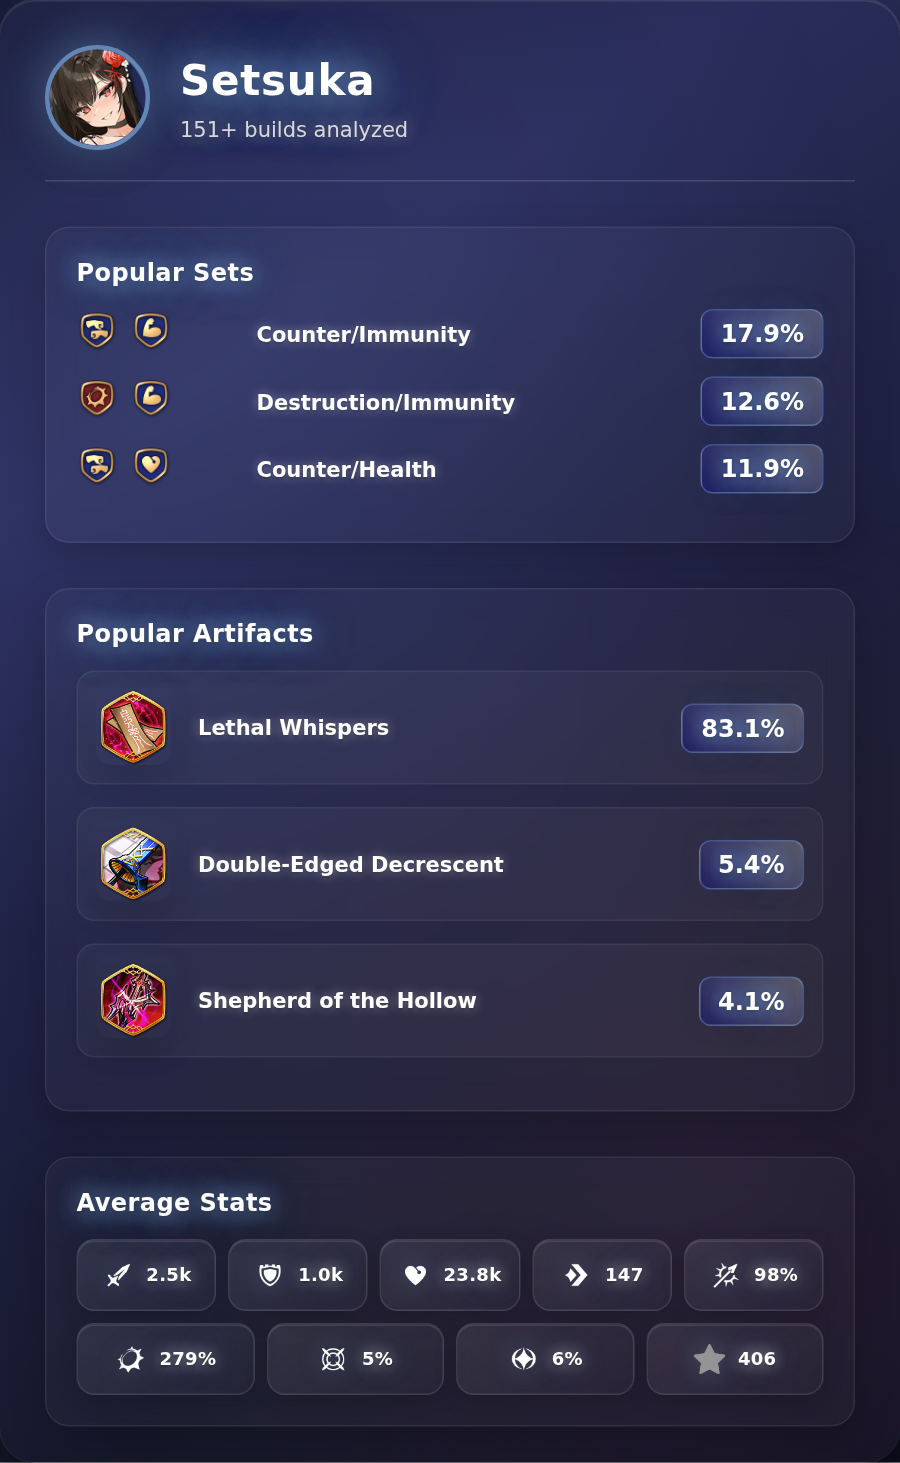 Setsuka
151+ builds analyzed
Popular Sets
Counter/Immunity 17.9%
Destruction/Immunity 12.6%
Counter/Health 11.9%
Popular Artifacts
Lethal Whispers 83.1%
Double-Edged Decrescent 5.4%
Shepherd of the Hollow 4.1%
Average Stats
2.5k 1.0k 23.8k 147 98%
279% 5% 6% 406